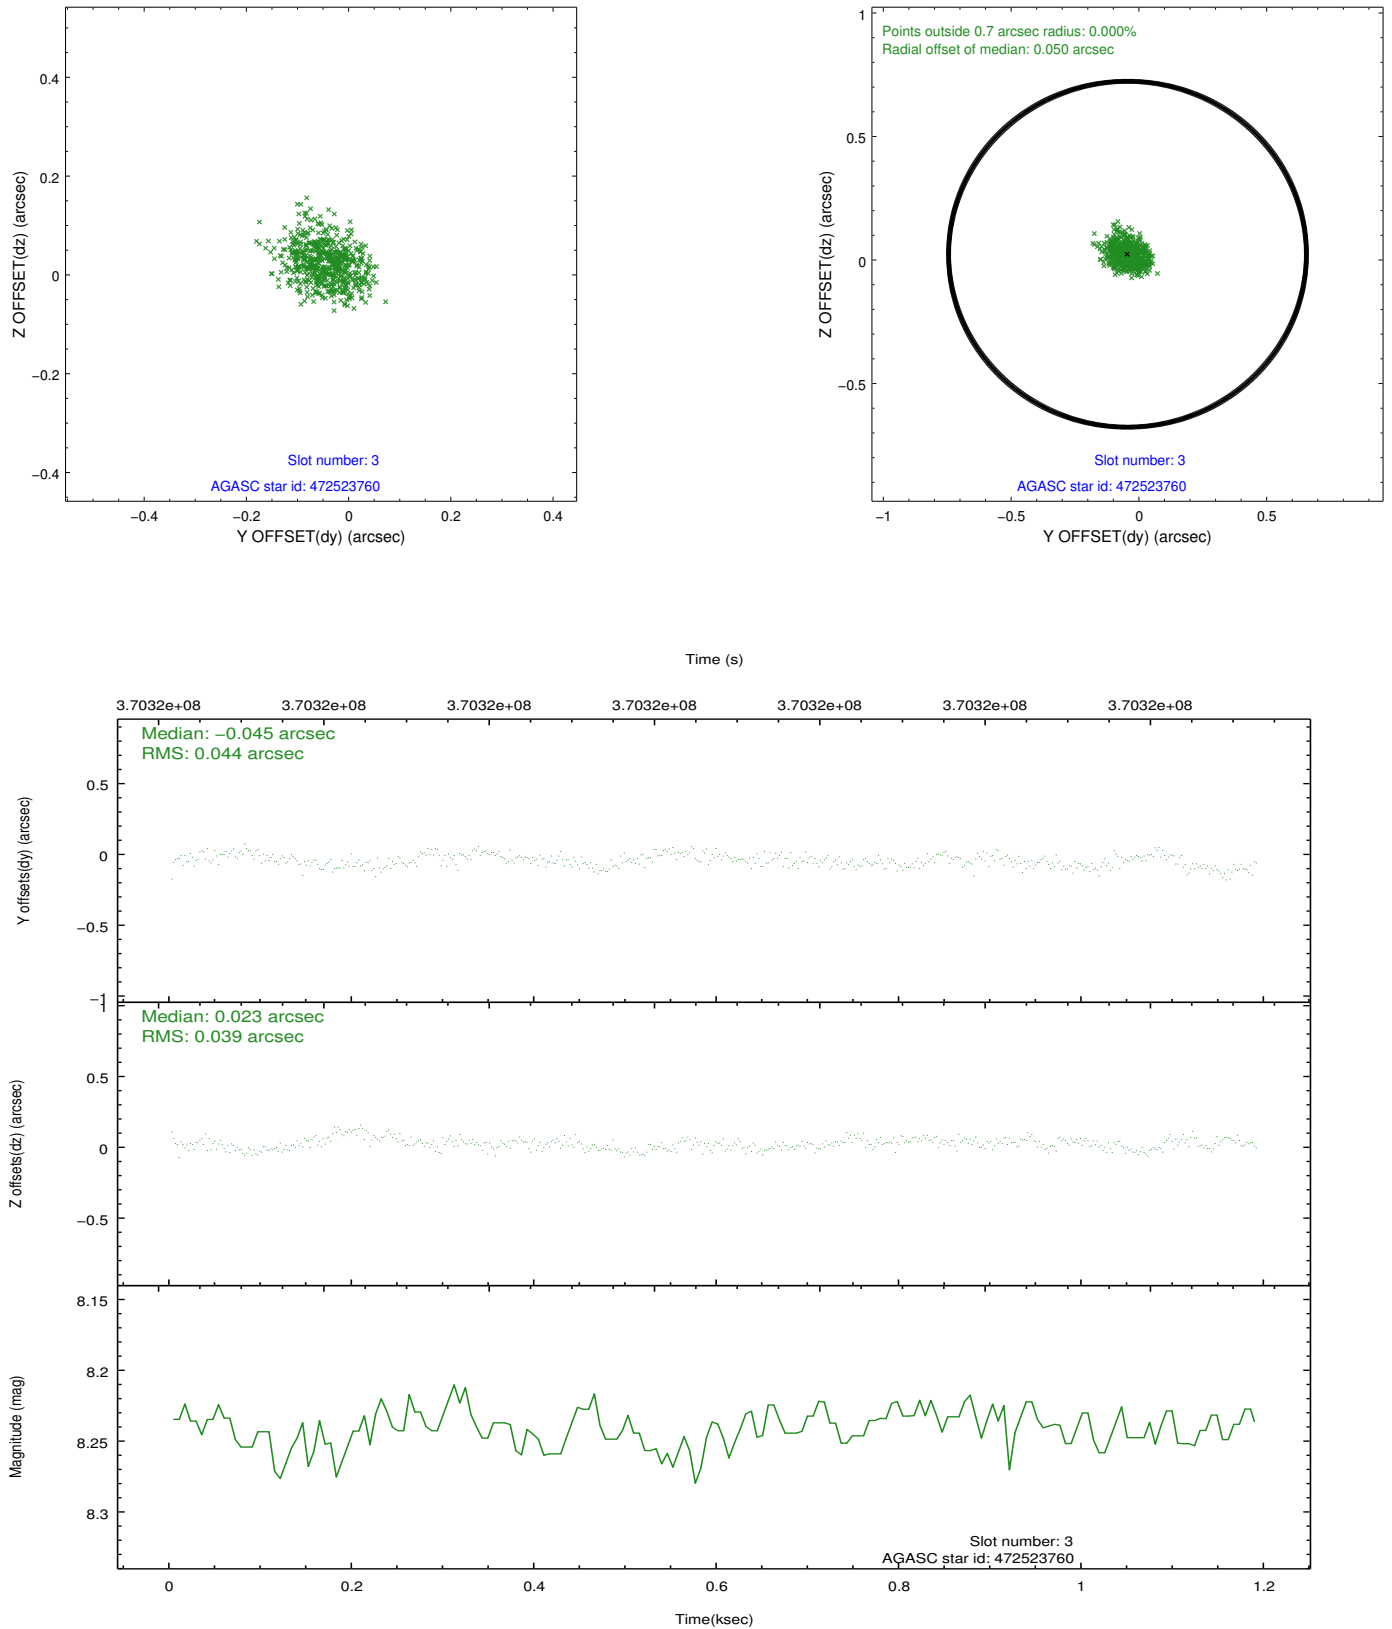 0.4
0.2
0
−0.2
−0.4
Z OFFSET(dz) (arcsec)
Slot number: 3
AGASC star id: 472523760
−0.4 −0.2 0 0.2 0.4
Y OFFSET(dy) (arcsec)
Points outside 0.7 arcsec radius: 0.000%
Radial offset of median: 0.050 arcsec
1
0.5
0
−0.5
Z OFFSET(dz) (arcsec)
Slot number: 3
AGASC star id: 472523760
−1 −0.5 0 0.5
Y OFFSET(dy) (arcsec)
Time (s)
3.7032e+08 3.7032e+08 3.7032e+08 3.7032e+08 3.7032e+08 3.7032e+08 3.7032e+08
Median: −0.045 arcsec
RMS: 0.044 arcsec
0.5
0
−0.5
−1
Y offsets(dy) (arcsec)
Median: 0.023 arcsec
RMS: 0.039 arcsec
1
0.5
0
−0.5
Z offsets(dz) (arcsec)
8.15
8.2
8.25
8.3
Magnitude (mag)
Slot number: 3
AGASC star id: 472523760
0 0.2 0.4 0.6 0.8 1 1.2
Time(ksec)